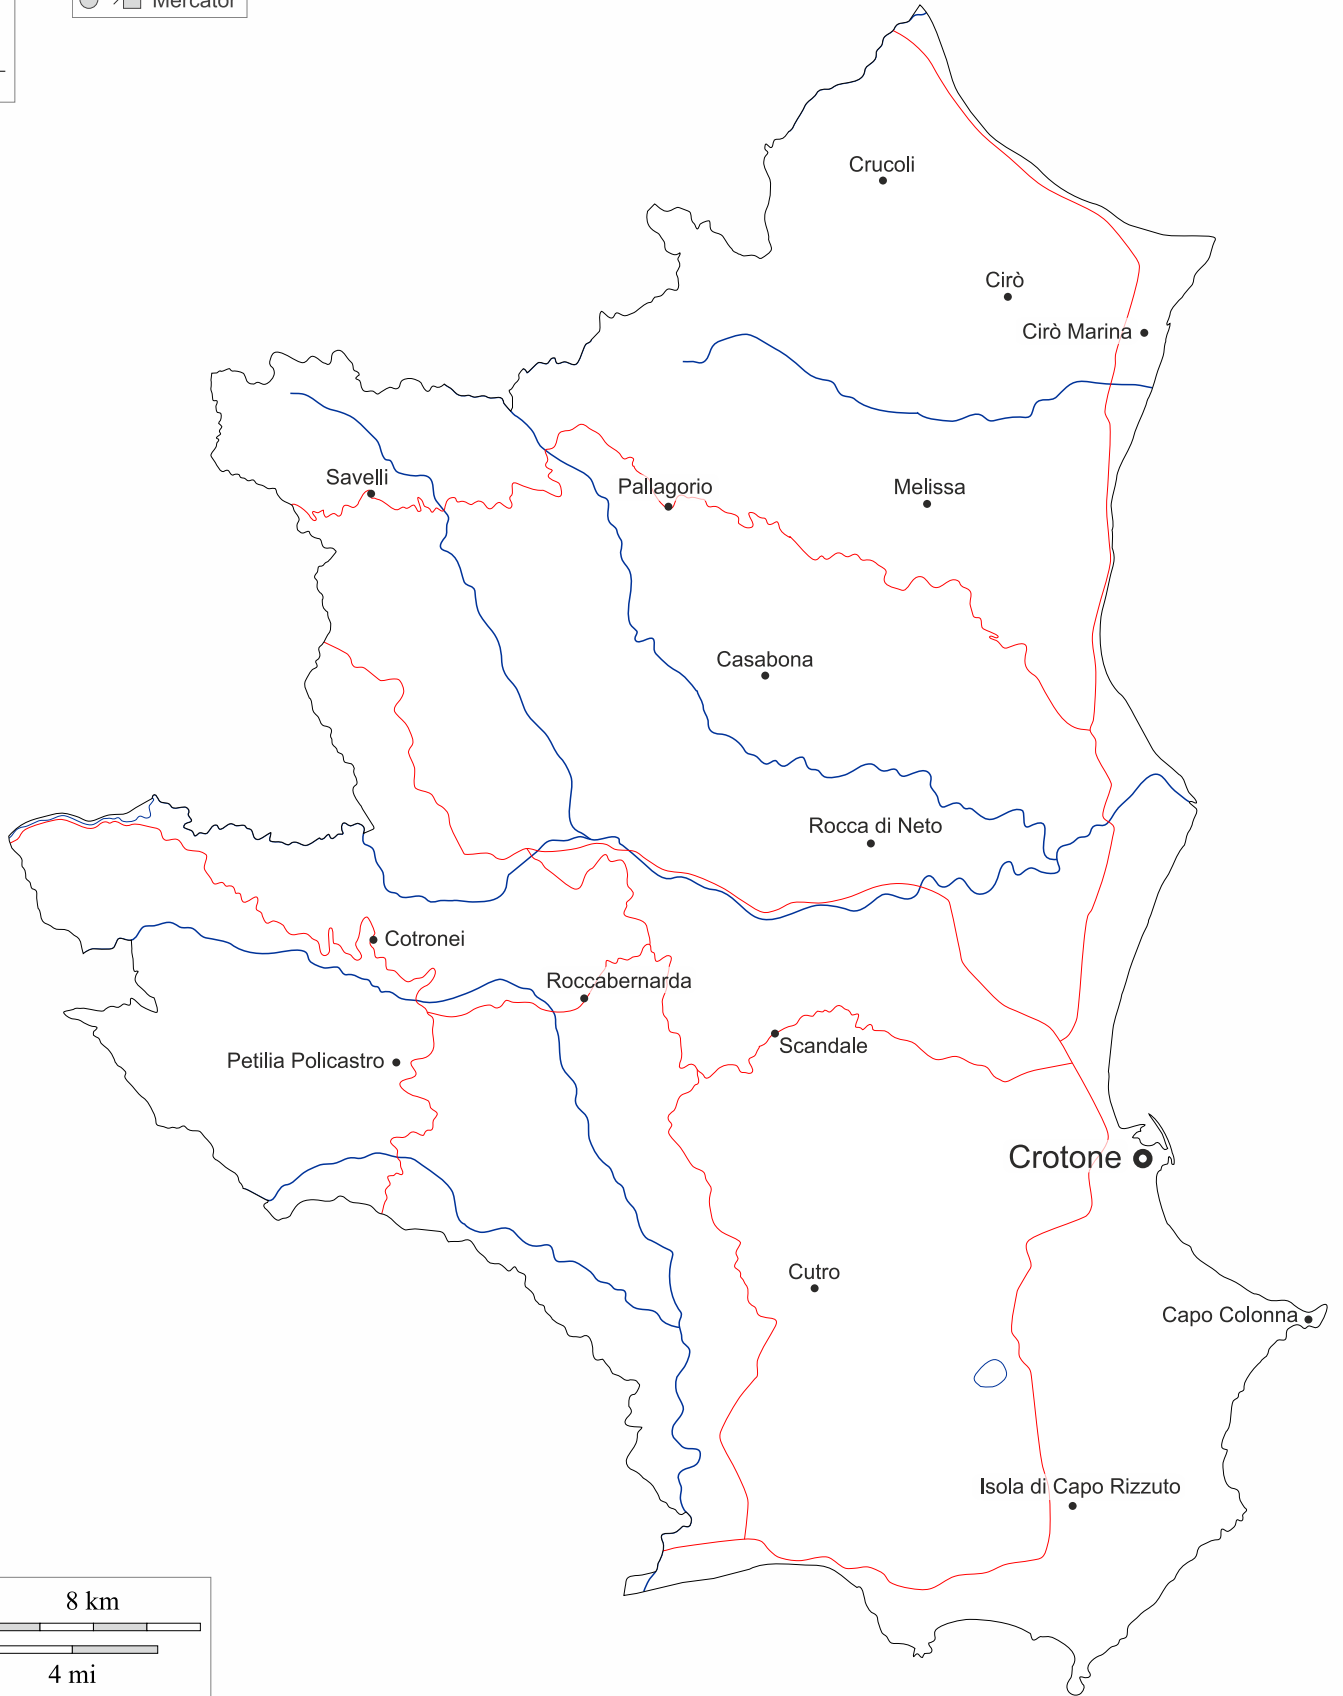 Mercator
Crucoli
Cirò
Cirò Marina
Savelli
Pallagorio
Melissa
Casabona
Rocca di Neto
Cotronei
Roccabernarda
Scandale
Petilia Policastro
Crotone
Cutro
Capo Colonna
Isola di Capo Rizzuto
8 km
4 mi